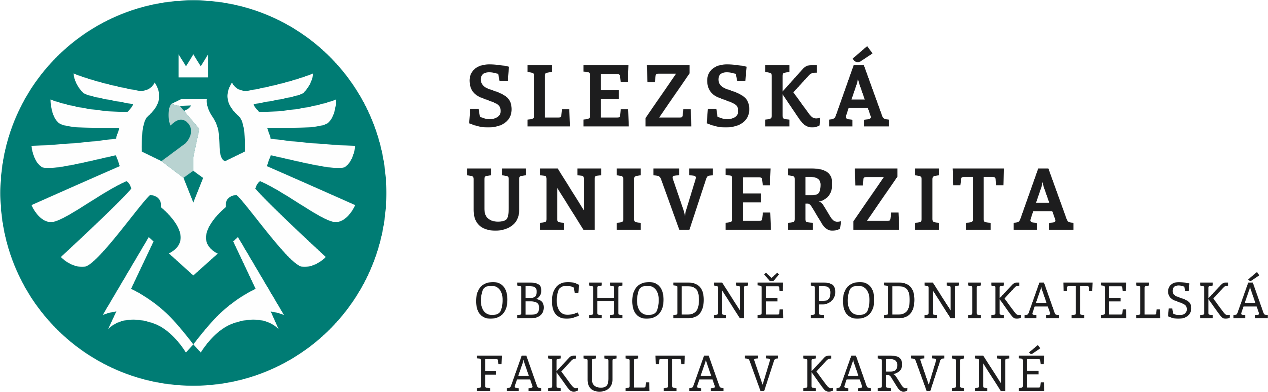 SLEZSKÁ
UNIVERZITA
OBCHODNĚ PODNIKATELSKÁ
FAKULTA V KARVINÉ